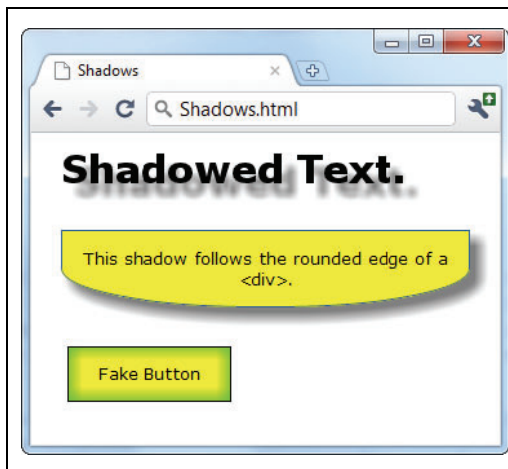 Shadows
Shadows.html
Shadowed Text.
This shadow follows the rounded edge of a
<div>.
Fake Button